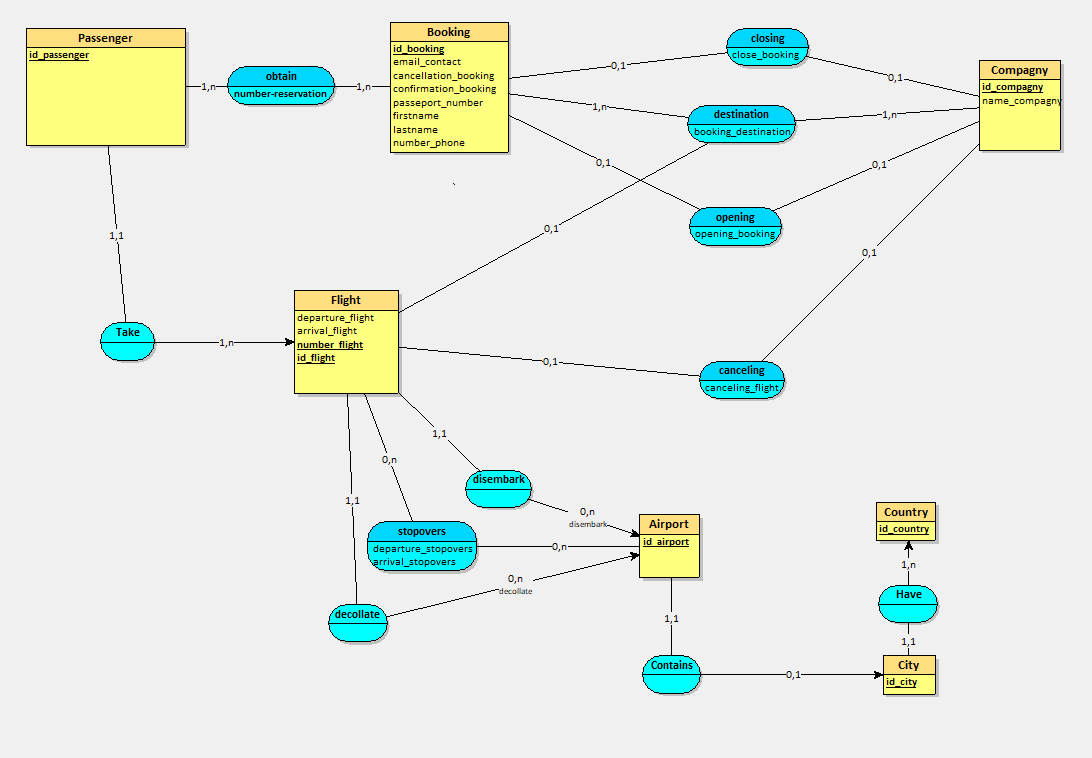 Passenger
id_passenger
1,n
obtain
number-reservation
1,n
Booking
id_booking
email_contact
cancellation_booking
confirmation_booking
passeport_number
firstname
lastname
number_phone
0,1
closing
close_booking
0,1
Compagny
id_compagny
name_compagny
1,n
destination
booking_destination
1,n
0,1
0,1
opening
opening_booking
0,1
0,1
1,1
Take
1,n
Flight
departure_flight
arrival_flight
number_flight
id_flight
0,1
canceling
canceling_flight
1,1
0,n
1,1
disembark
0,n
disembark
stopovers
departure_stopovers
arrival_stopovers
0,n
Airport
id_airport
0,n
decollate
decollate
1,1
Contains
0,1
Country
id_country
1,n
Have
1,1
City
id_city